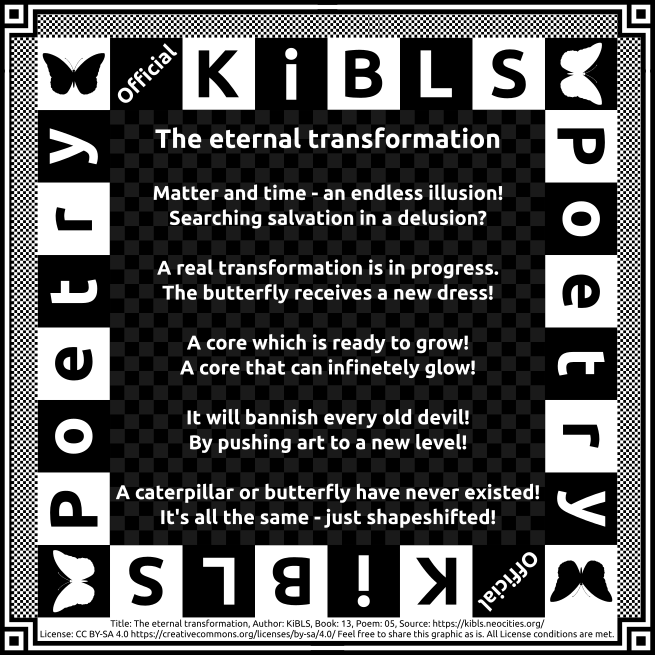 Official KiBLS
Poetry
Poetry
The eternal transformation
Matter and time - an endless illusion!
Searching salvation in a delusion?
A real transformation is in progress.
The butterfly receives a new dress!
A core which is ready to grow!
A core that can infinetely glow!
It will bannish every old devil!
By pushing art to a new level!
A caterpillar or butterfly have never existed!
It's all the same - just shapeshifted!
Official KiBLS
Title: The eternal transformation, Author: KiBLS, Book: 13, Poem: 05, Source: https://kibls.neocities.org/
License: CC BY-SA 4.0 https://creativecommons.org/licenses/by-sa/4.0/ Feel free to share this graphic as is. All License conditions are met.